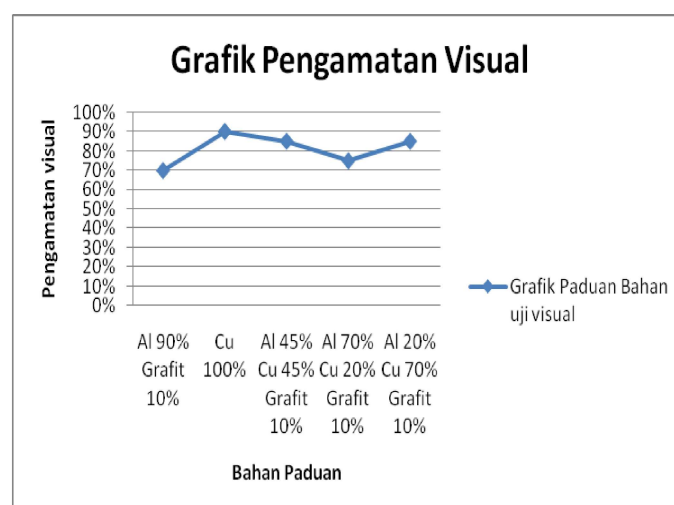 Grafik Pengamatan Visual
Pengamatan visual
100%
90%
80%
70%
60%
50%
40%
30%
20%
10%
0%
Al 90% Cu Al 45% Al 70% Al 20%
Grafit 100% Cu 45% Cu 20% Cu 70%
10% Grafit Grafit Grafit
10% 10% 10%
Bahan Paduan
Grafik Paduan Bahan
uji visual